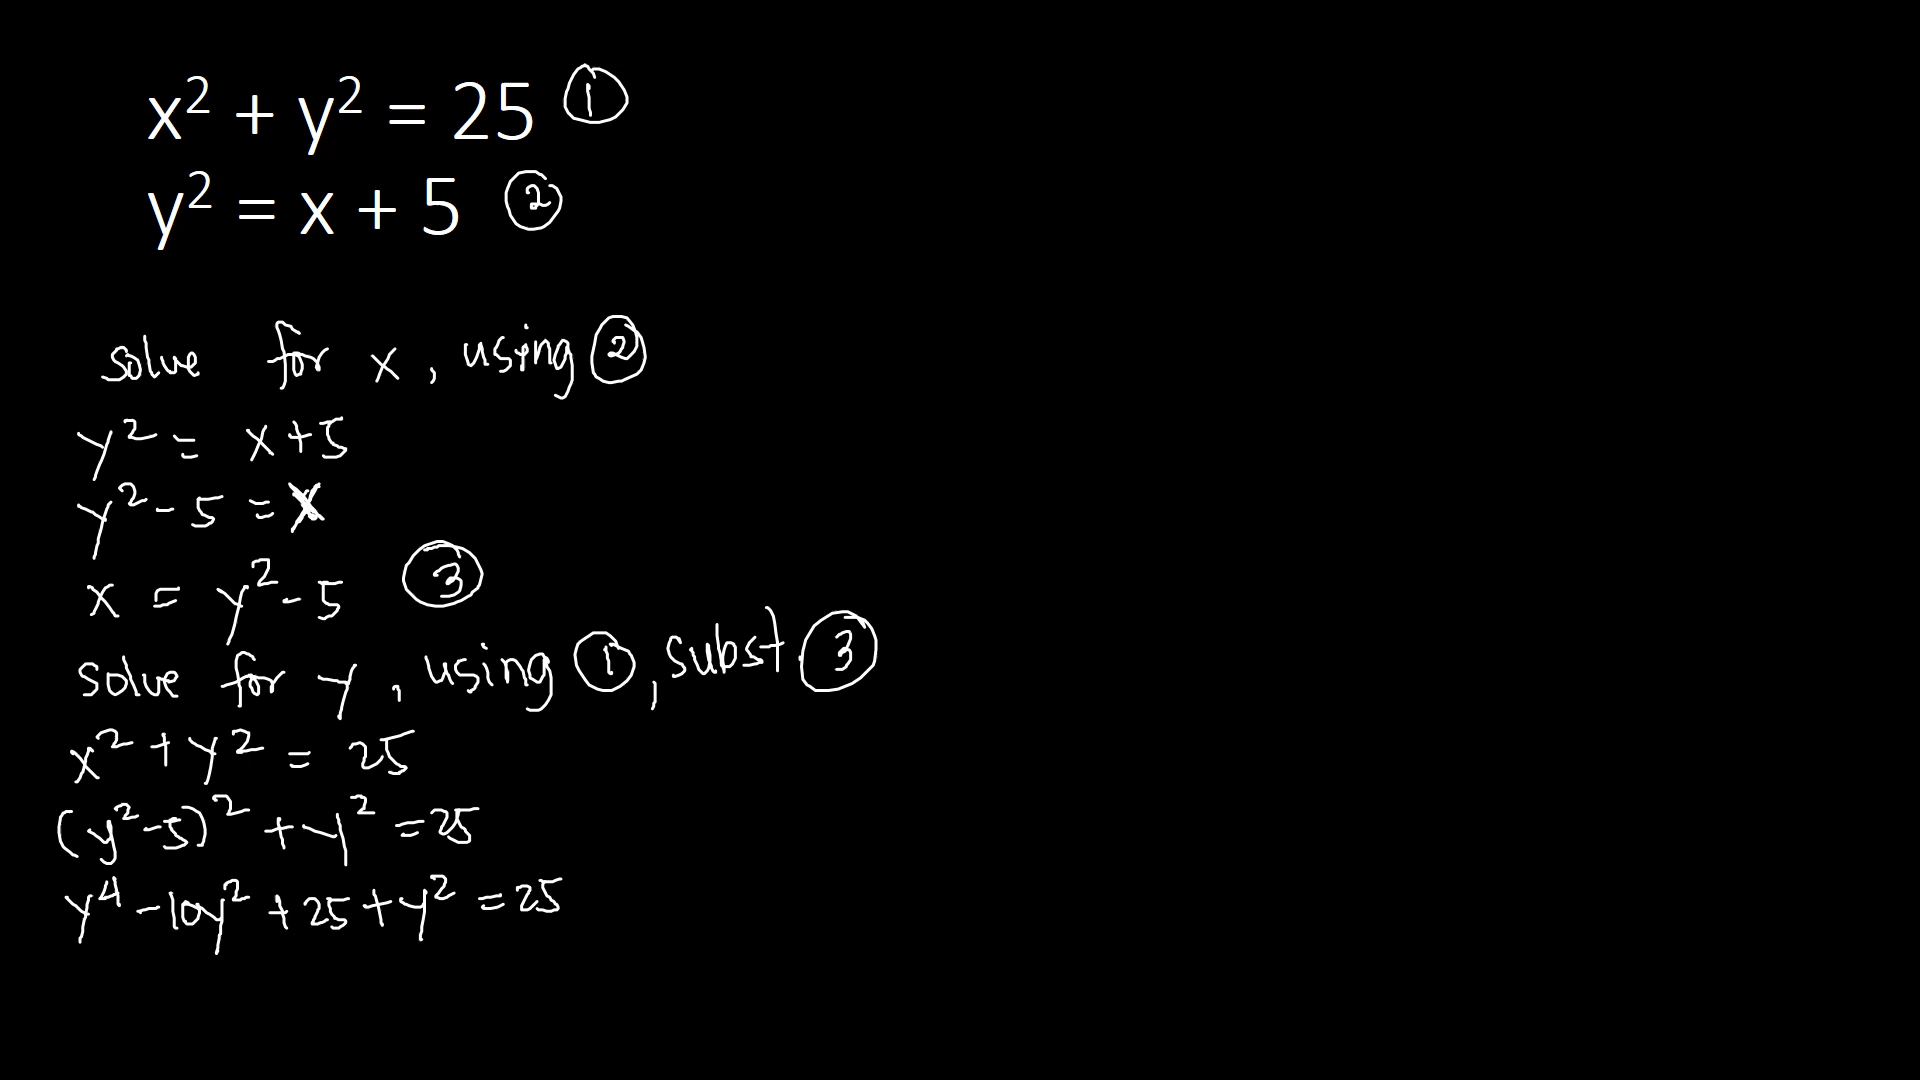 x² + y² = 25 ①
y² = x + 5 ②
solve for x, using ②
y² = x + 5
y² - 5 = x
x = y² - 5 ③
solve for y, using ①, subst. ③
x² + y² = 25
(y² - 5)² + y² = 25
y⁴ - 10y² + 25 + y² = 25